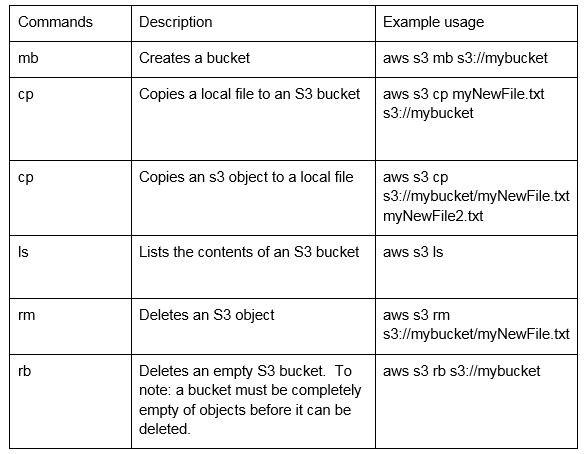 Commands Description Example usage
mb Creates a bucket aws s3 mb s3://mybucket
cp Copies a local file to an S3 bucket aws s3 cp myNewFile.txt
s3://mybucket
cp Copies an s3 object to a local file aws s3 cp
s3://mybucket/myNewFile.txt
myNewFile2.txt
ls Lists the contents of an S3 bucket aws s3 ls
rm Deletes an S3 object aws s3 rm
s3://mybucket/myNewFile.txt
rb Deletes an empty S3 bucket.  To aws s3 rb s3://mybucket
note: a bucket must be completely
empty of objects before it can be
deleted.